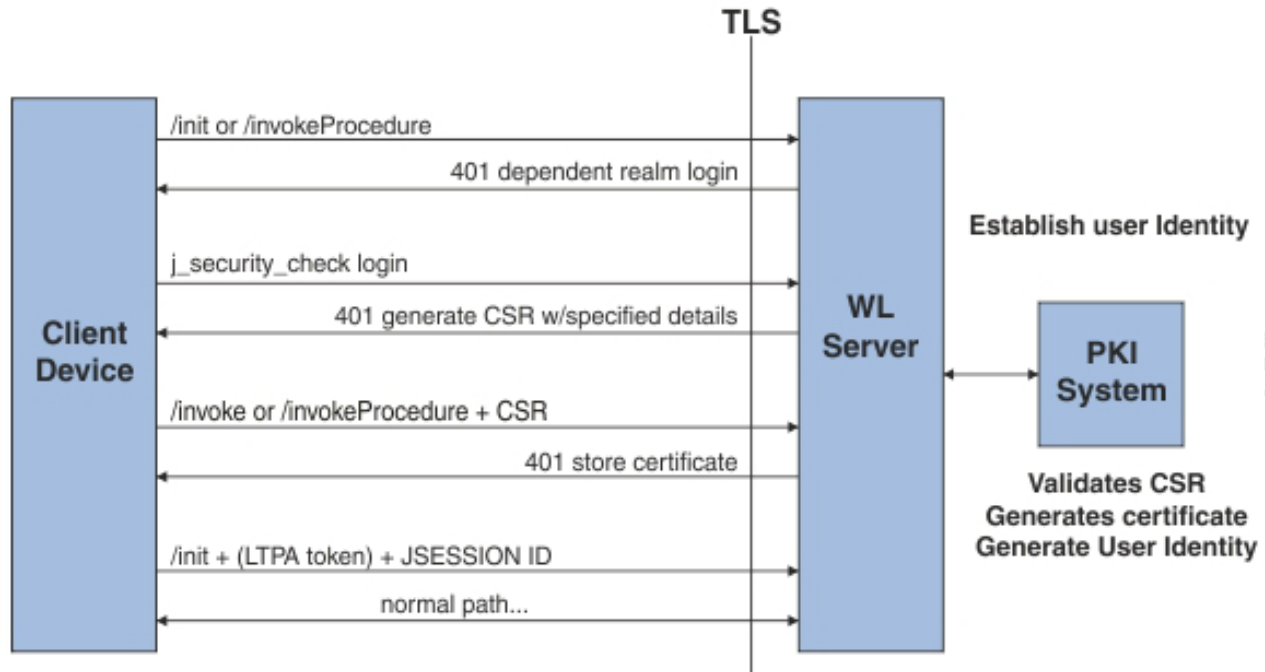 TLS
/init or /invokeProcedure
401 dependent realm login
Establish user Identity
j_security_check login
401 generate CSR w/specified details
Client
Device
WL
Server
PKI
System
/invoke or /invokeProcedure + CSR
401 store certificate
Validates CSR
Generates certificate
Generate User Identity
/init + (LTPA token) + JSESSION ID
normal path...